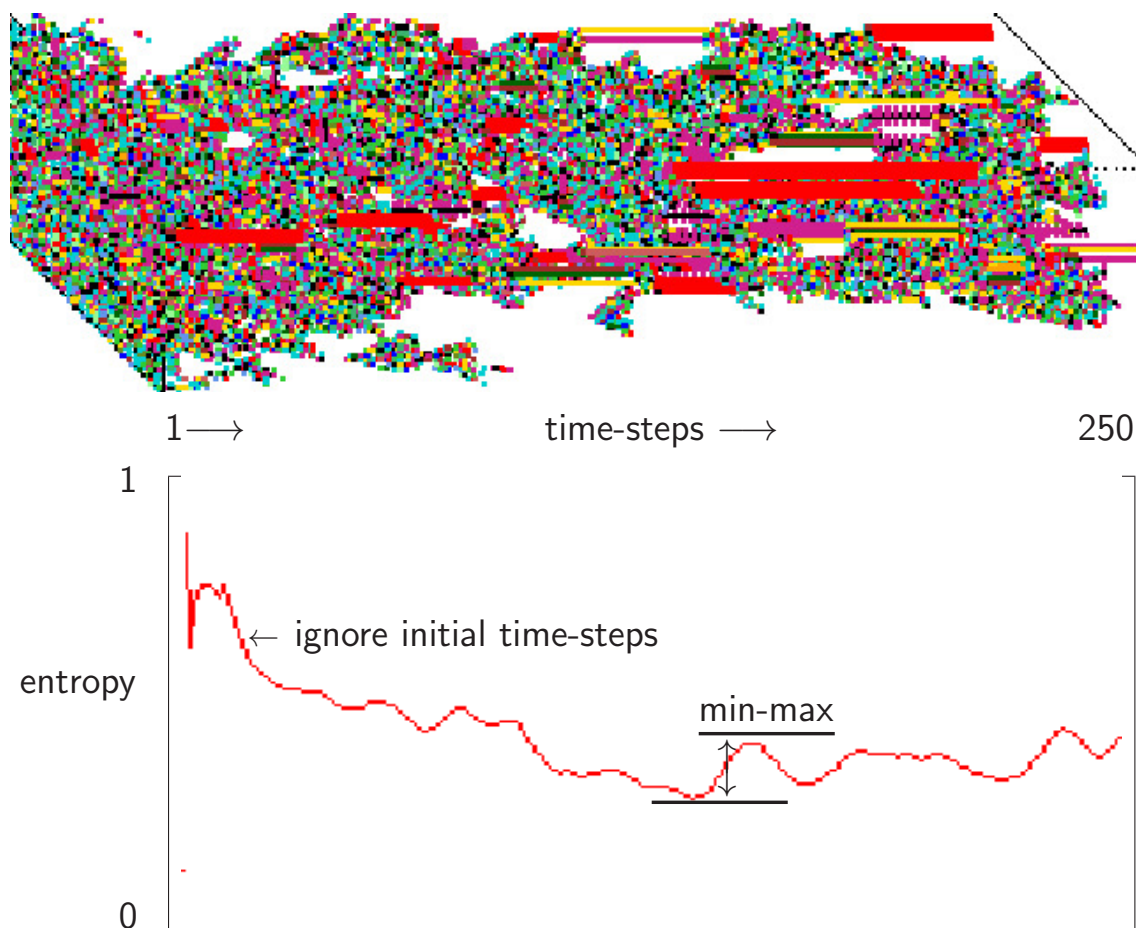 1⟶ time-steps ⟶ 250
1
← ignore initial time-steps
entropy
min-max
0